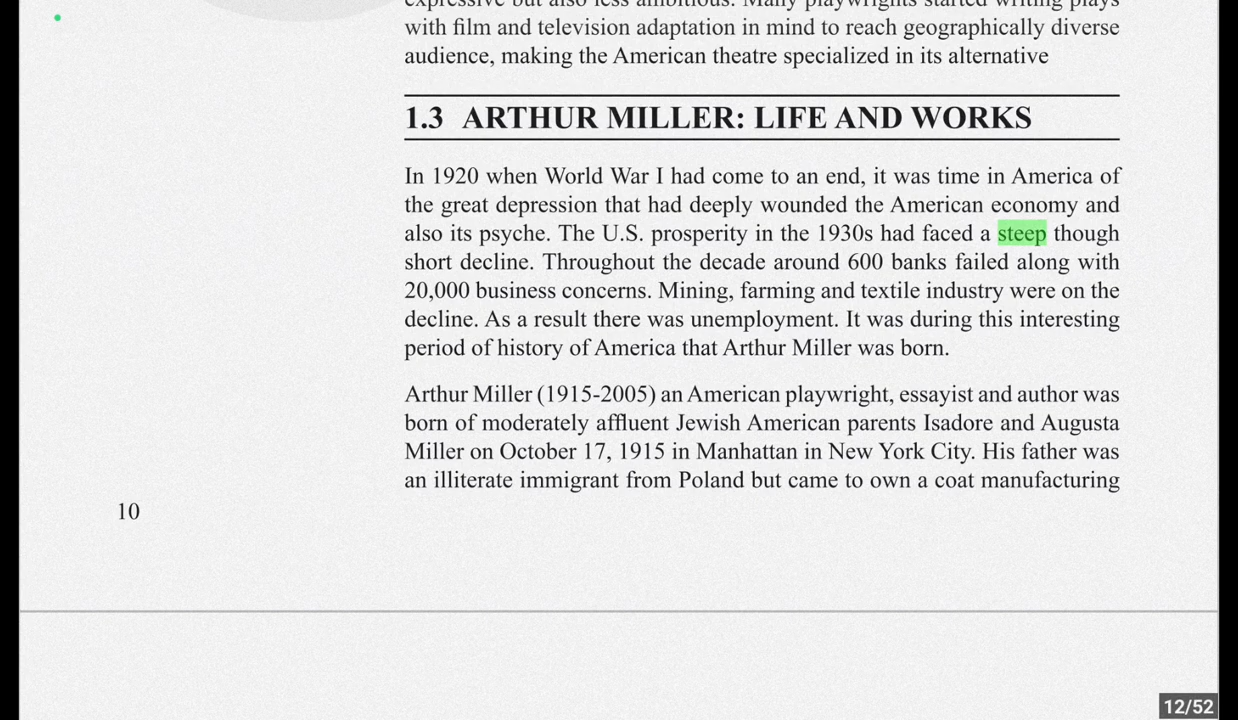 expressive but also less ambitious. Many playwrights started writing plays
with film and television adaptation in mind to reach geographically diverse
audience, making the American theatre specialized in its alternative
1.3 ARTHUR MILLER: LIFE AND WORKS
In 1920 when World War I had come to an end, it was time in America of
the great depression that had deeply wounded the American economy and
also its psyche. The U.S. prosperity in the 1930s had faced a steep though
short decline. Throughout the decade around 600 banks failed along with
20,000 business concerns. Mining, farming and textile industry were on the
decline. As a result there was unemployment. It was during this interesting
period of history of America that Arthur Miller was born.
Arthur Miller (1915-2005) an American playwright, essayist and author was
born of moderately affluent Jewish American parents Isadore and Augusta
Miller on October 17, 1915 in Manhattan in New York City. His father was
an illiterate immigrant from Poland but came to own a coat manufacturing
10
12/52